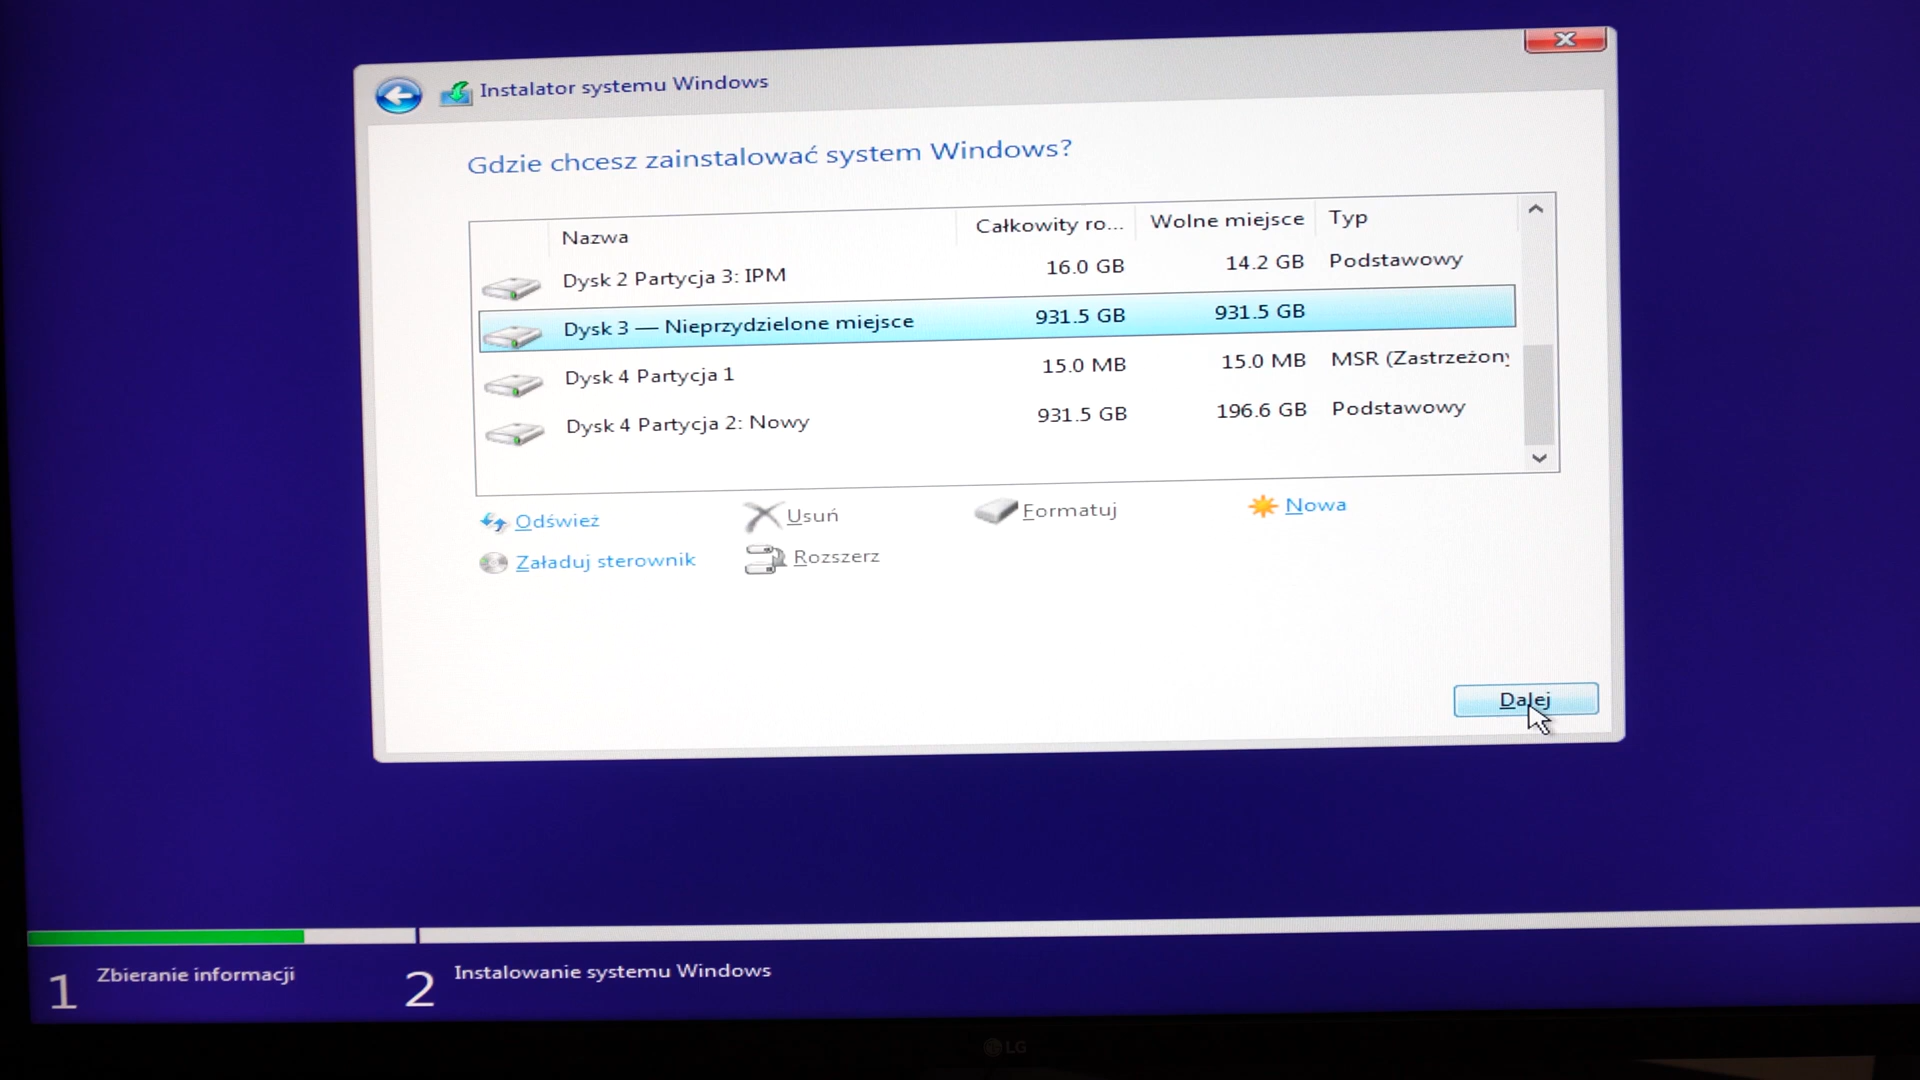 Instalator systemu Windows
Gdzie chcesz zainstalować system Windows?
Nazwa Całkowity ro... Wolne miejsce Typ
Dysk 2 Partycja 3: IPM 16.0 GB 14.2 GB Podstawowy
Dysk 3 — Nieprzydzielone miejsce 931.5 GB 931.5 GB
Dysk 4 Partycja 1 15.0 MB 15.0 MB MSR (Zastrzeżony
Dysk 4 Partycja 2: Nowy 931.5 GB 196.6 GB Podstawowy
Odśwież Usuń Formatuj Nowa
Załaduj sterownik Rozszerz
Dalej
1 Zbieranie informacji 2 Instalowanie systemu Windows
LG